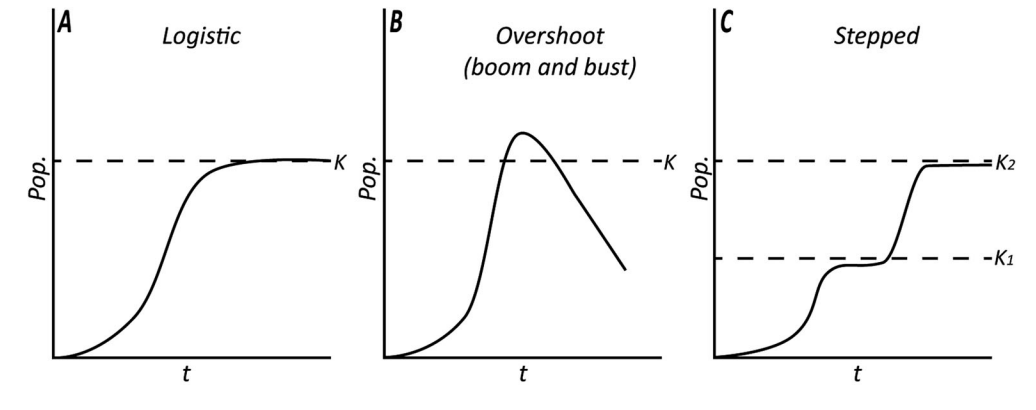 A
Logistic
K
Pop.
t
B
Overshoot
(boom and bust)
K
Pop.
t
C
Stepped
K2
Pop.
K1
t